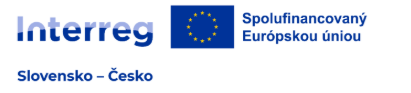 Interreg
Spolufinancovaný
Európskou úniou
Slovensko – Česko